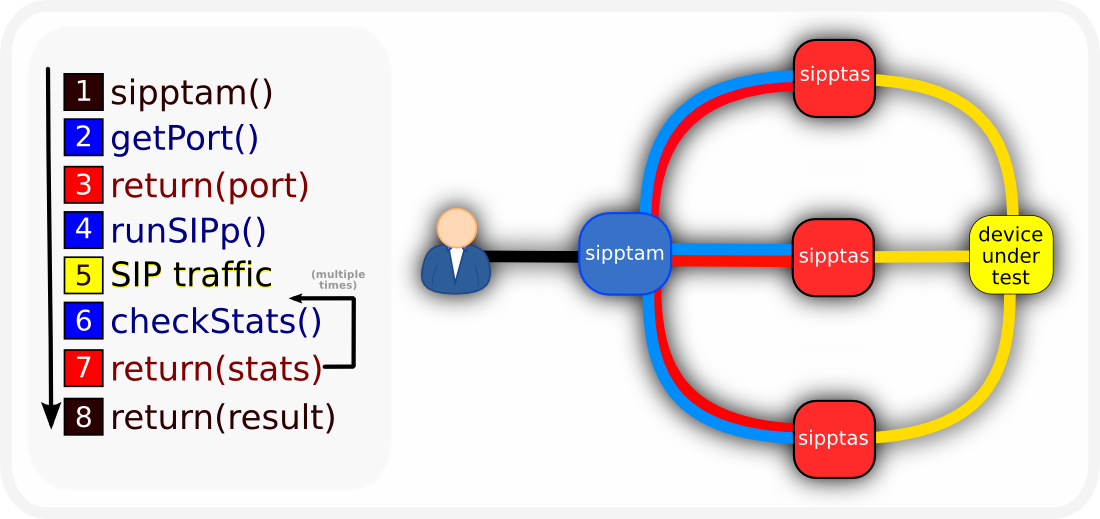 1 sipptam()
2 getPort()
3 return(port)
4 runSIPp()
5 SIP traffic
(multiple
times)
6 checkStats()
7 return(stats)
8 return(result)
sipptam
sipptas
sipptas
sipptas
device
under
test